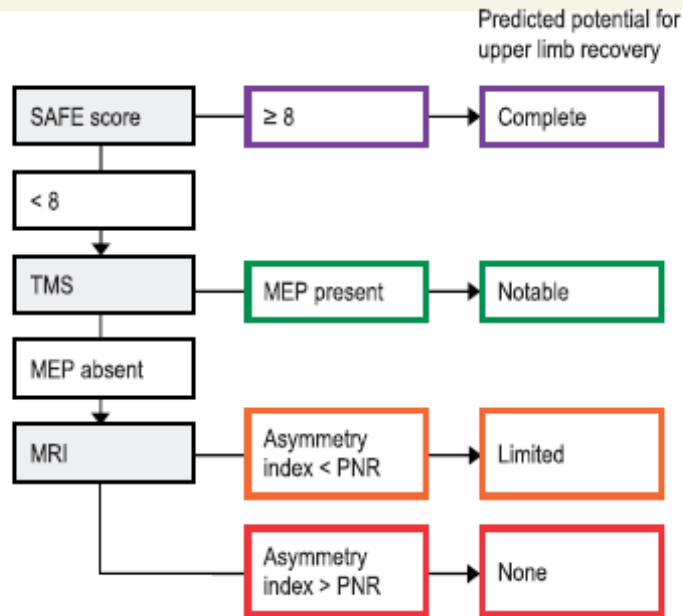 Predicted potential for
upper limb recovery
SAFE score
≥ 8
Complete
< 8
TMS
MEP present
Notable
MEP absent
MRI
Asymmetry
index < PNR
Limited
Asymmetry
index > PNR
None